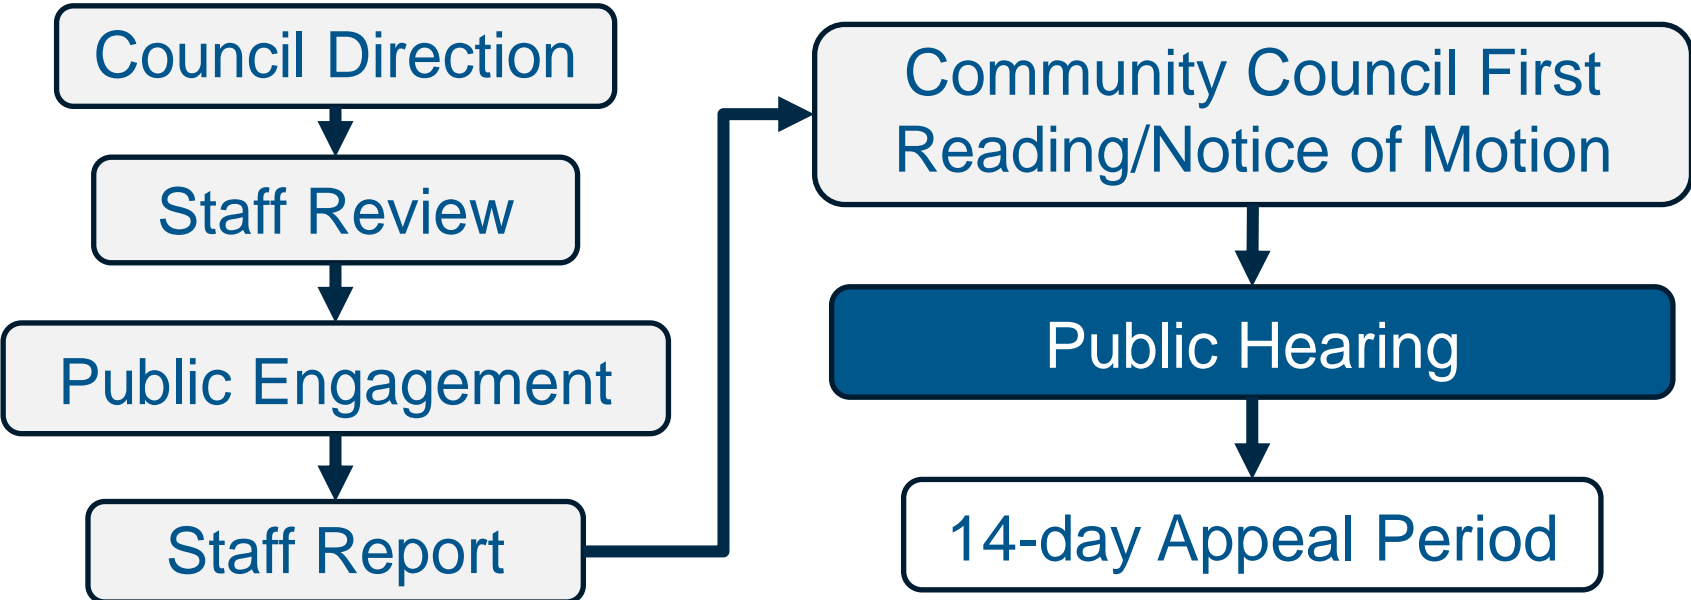 Council Direction
Staff Review
Public Engagement
Staff Report
Community Council First
Reading/Notice of Motion
Public Hearing
14-day Appeal Period